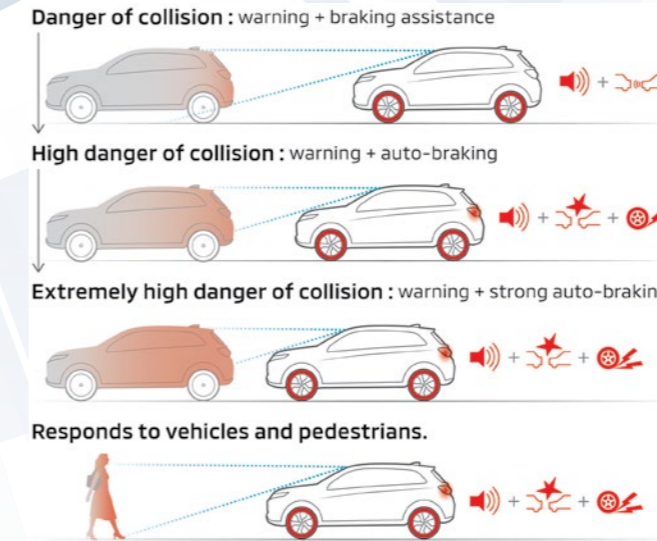 Danger of collision : warning + braking assistance
High danger of collision : warning + auto-braking
Extremely high danger of collision : warning + strong auto-brakin
Responds to vehicles and pedestrians.